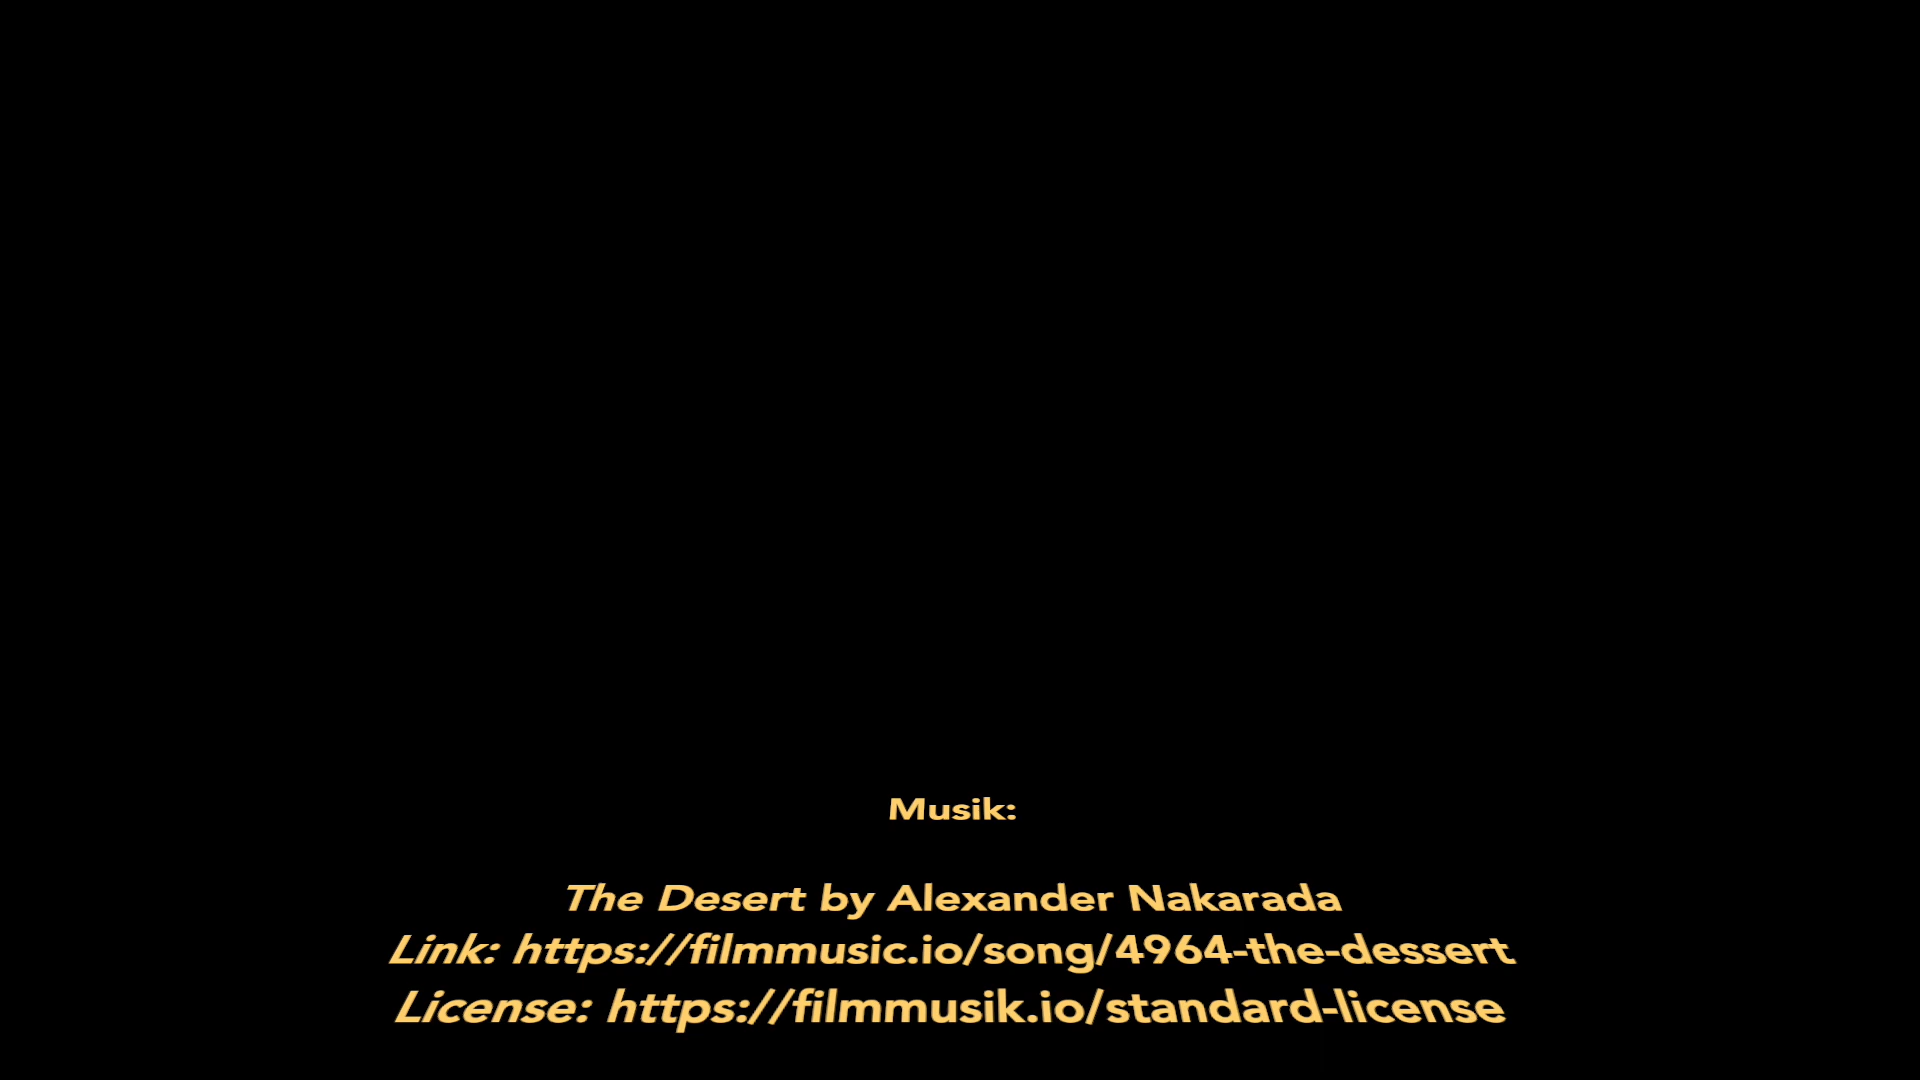 Musik:
The Desert by Alexander Nakarada
Link: https://filmmusic.io/song/4964-the-dessert
License: https://filmmusik.io/standard-license